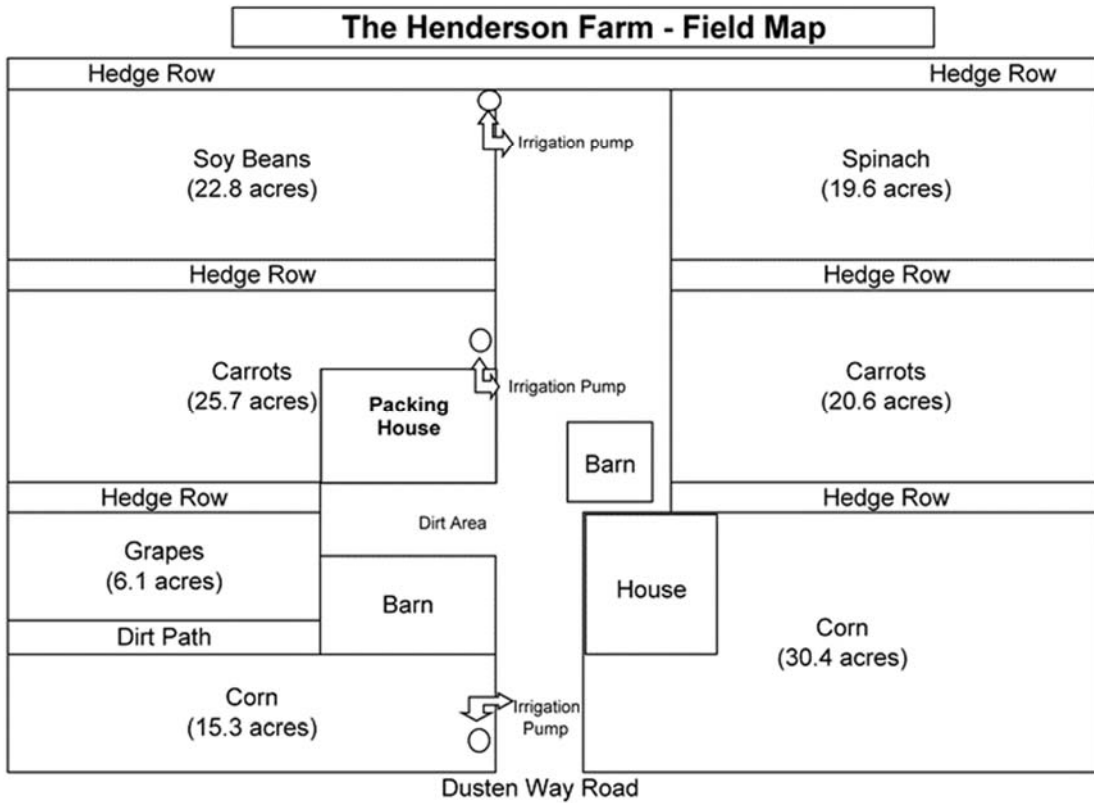 The Henderson Farm - Field Map
Hedge Row
Hedge Row
Soy Beans
(22.8 acres)
Irrigation pump
Spinach
(19.6 acres)
Hedge Row
Hedge Row
Carrots
(25.7 acres)
Packing
House
Irrigation Pump
Carrots
(20.6 acres)
Barn
Hedge Row
Hedge Row
Dirt Area
Grapes
(6.1 acres)
Barn
House
Dirt Path
Corn
(30.4 acres)
Corn
(15.3 acres)
Irrigation
Pump
Dusten Way Road